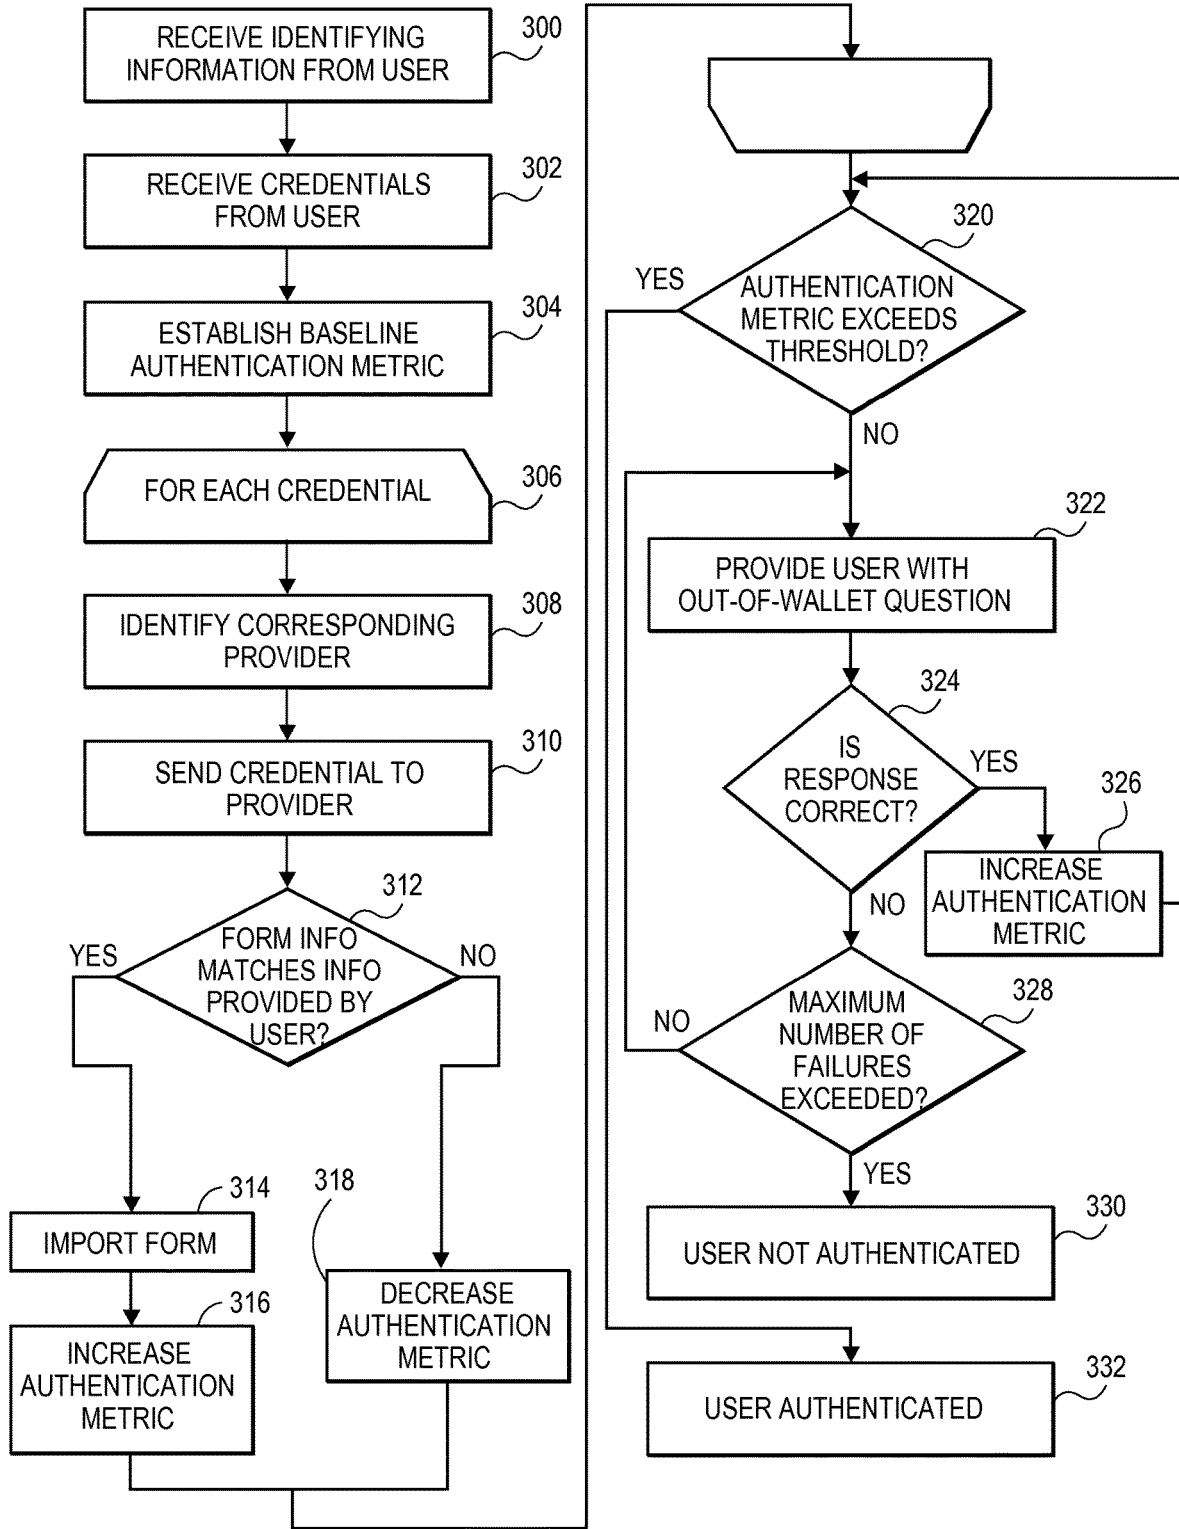 RECEIVE IDENTIFYING
INFORMATION FROM USER
300
RECEIVE CREDENTIALS
FROM USER
302
ESTABLISH BASELINE
AUTHENTICATION METRIC
304
FOR EACH CREDENTIAL
306
IDENTIFY CORRESPONDING
PROVIDER
308
SEND CREDENTIAL TO
PROVIDER
310
312
FORM INFO
MATCHES INFO
PROVIDED BY
USER?
YES
NO
314
IMPORT FORM
316
INCREASE
AUTHENTICATION
METRIC
318
DECREASE
AUTHENTICATION
METRIC
320
AUTHENTICATION
METRIC EXCEEDS
THRESHOLD?
YES
NO
322
PROVIDE USER WITH
OUT-OF-WALLET QUESTION
324
IS
RESPONSE
CORRECT?
YES
NO
326
INCREASE
AUTHENTICATION
METRIC
328
MAXIMUM
NUMBER OF
FAILURES
EXCEEDED?
NO
YES
330
USER NOT AUTHENTICATED
332
USER AUTHENTICATED